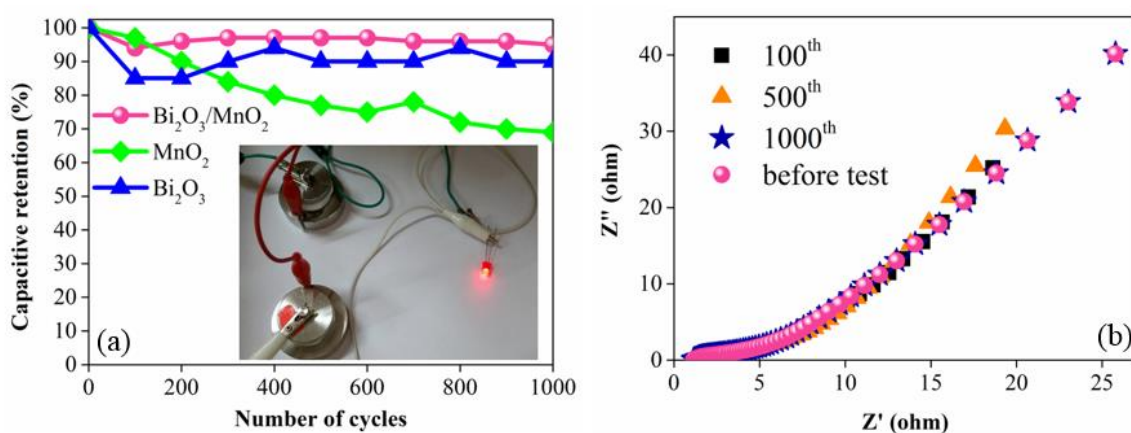 100
90
80
70
60
50
40
30
20
10
0
Capacitive retention (%)
Bi₂O₃/MnO₂
MnO₂
Bi₂O₃
(a)
0 200 400 600 800 1000
Number of cycles
40
30
20
10
0
Z'' (ohm)
100th
500th
1000th
before test
(b)
0 5 10 15 20 25
Z' (ohm)